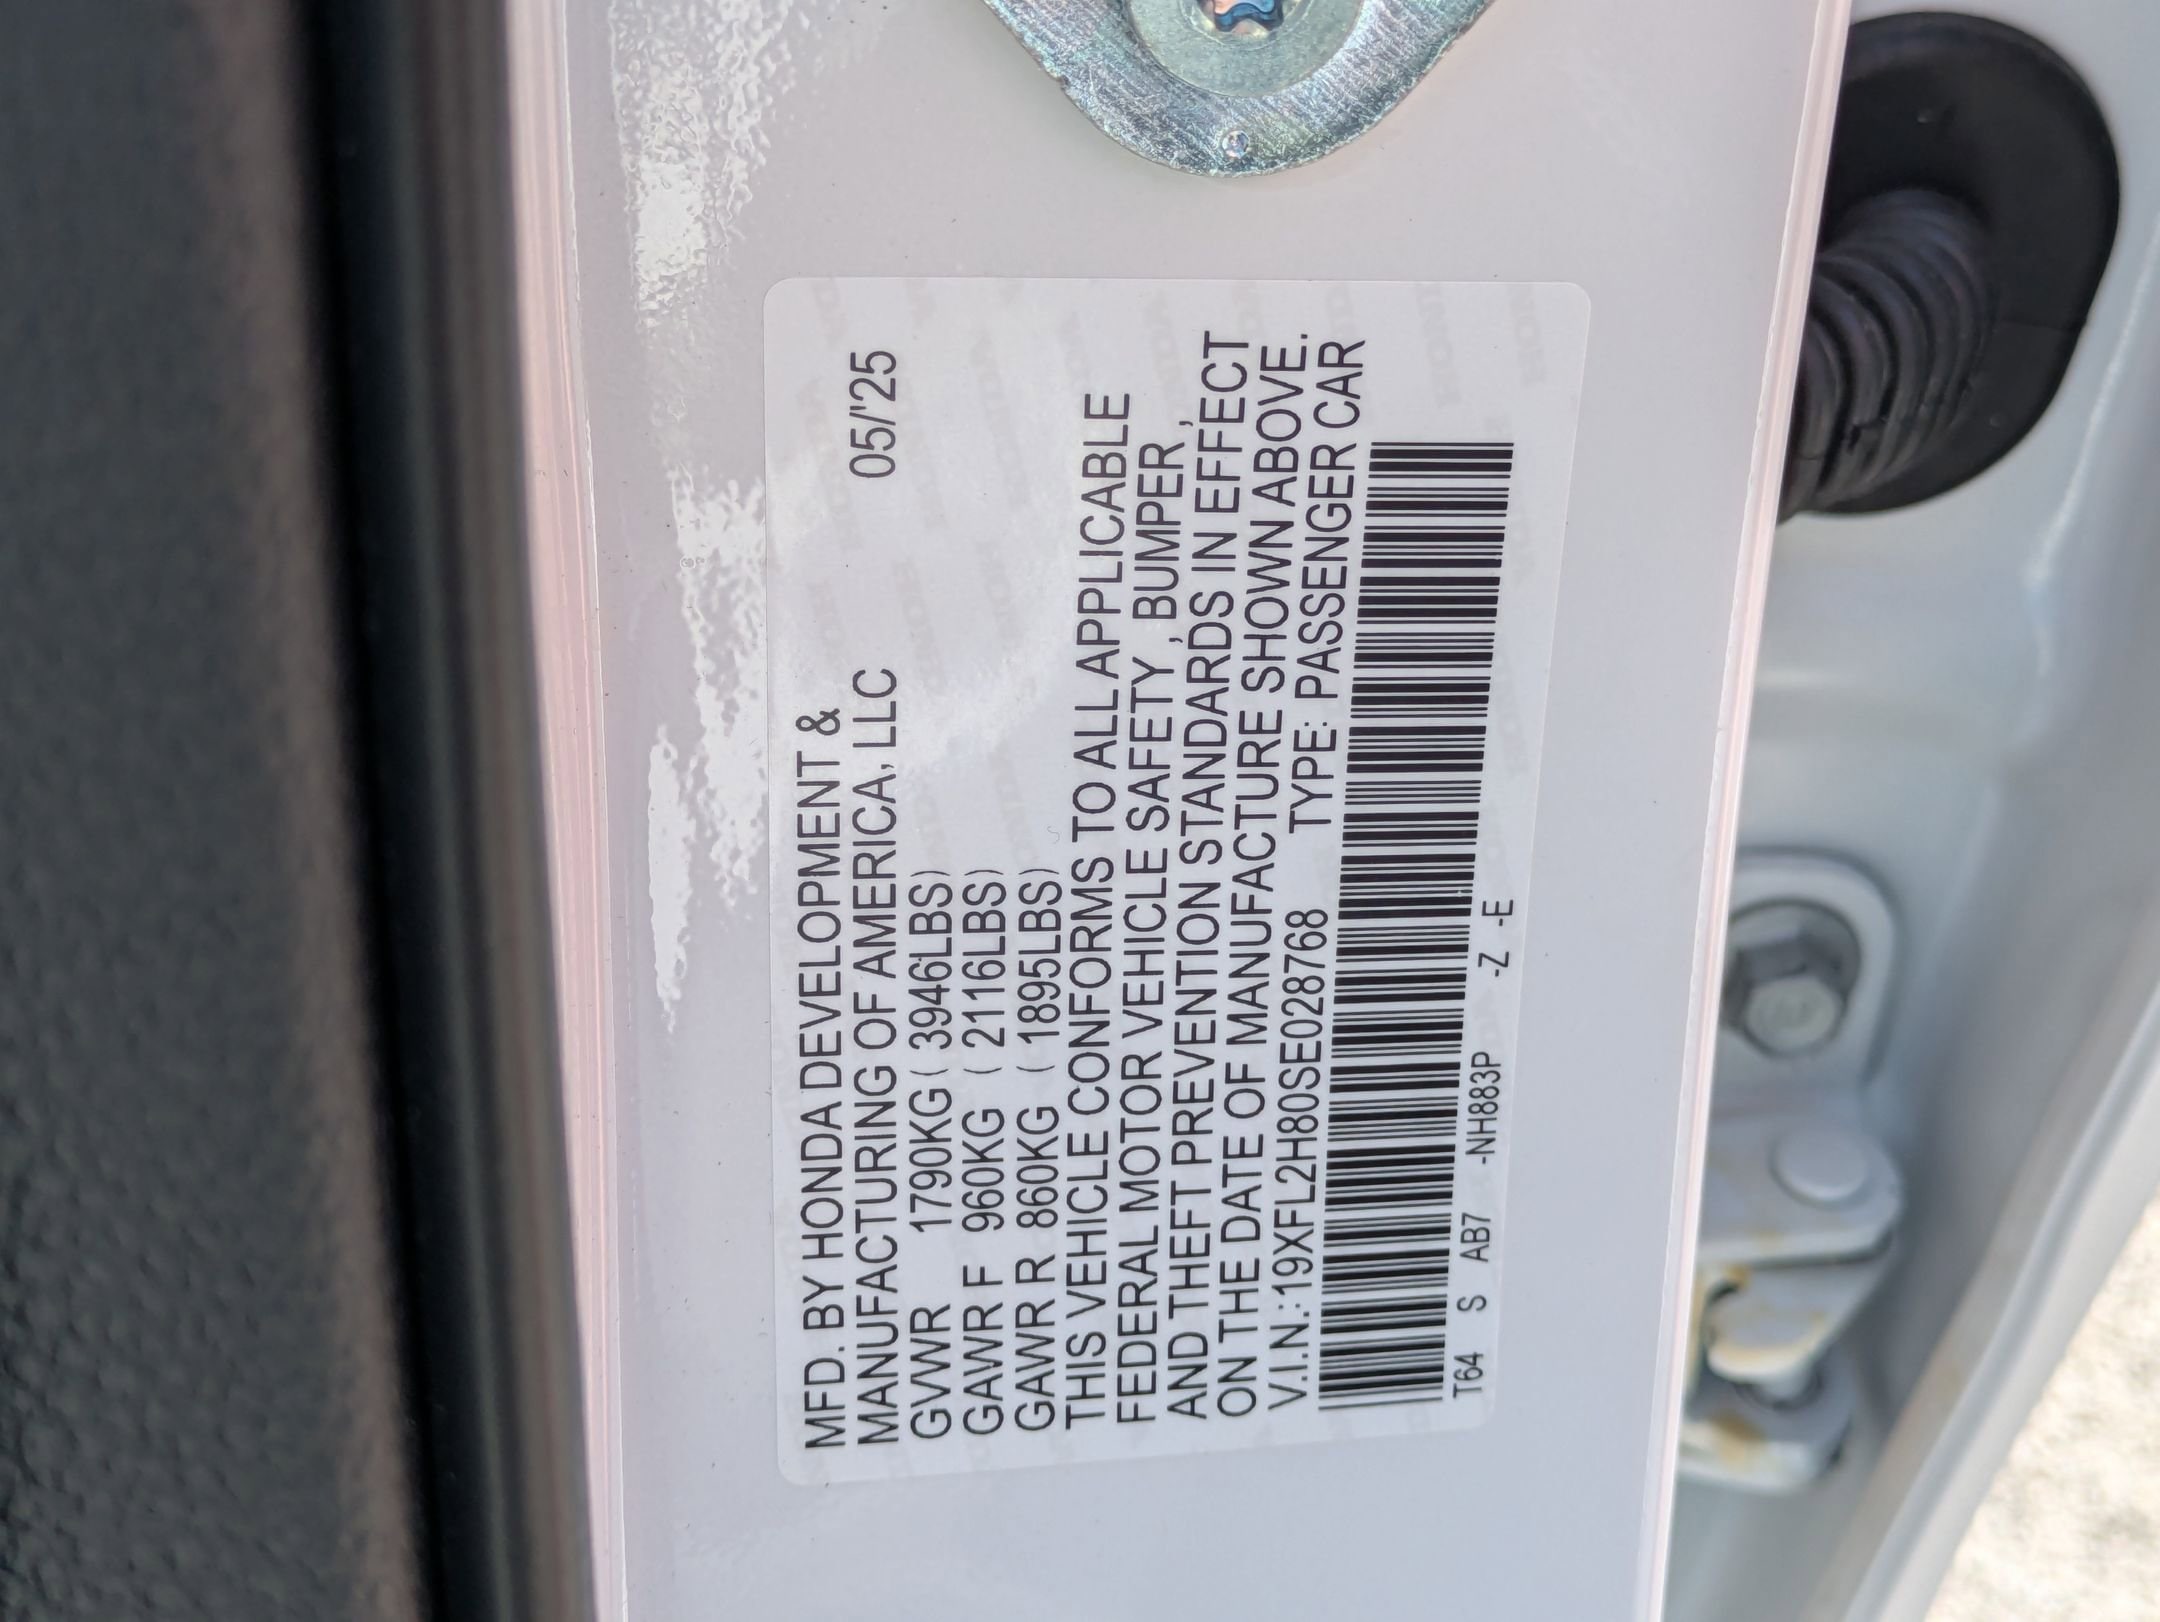 MFD. BY HONDA DEVELOPMENT &
MANUFACTURING OF AMERICA, LLC 05/'25
GVWR 1790KG ( 3946LBS)
GAWR F 960KG ( 2116LBS)
GAWR R 860KG ( 1895LBS)
THIS VEHICLE CONFORMS TO ALL APPLICABLE
FEDERAL MOTOR VEHICLE SAFETY , BUMPER ,
AND THEFT PREVENTION STANDARDS IN EFFECT
ON THE DATE OF MANUFACTURE SHOWN ABOVE.
V.I.N.:19XFL2H80SE028768 TYPE: PASSENGER CAR
T64 S AB7 -NH883P -Z -E